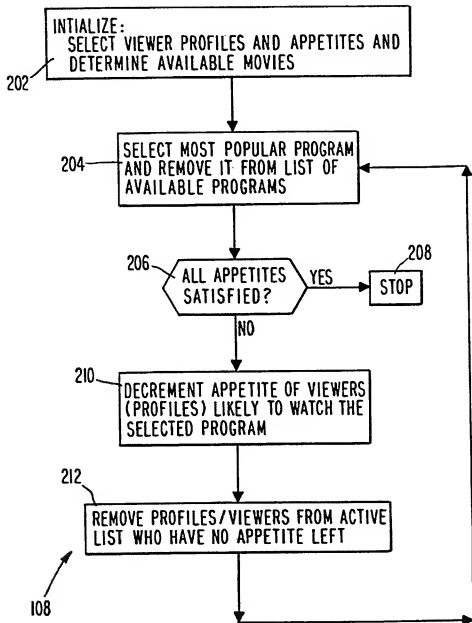 INTIALIZE:
SELECT VIEWER PROFILES AND APPETITES AND
DETERMINE AVAILABLE MOVIES
202
SELECT MOST POPULAR PROGRAM
AND REMOVE IT FROM LIST OF
AVAILABLE PROGRAMS
204
206
ALL APPETITES
SATISFIED?
YES
208
STOP
NO
210
DECREMENT APPETITE OF VIEWERS
(PROFILES) LIKELY TO WATCH THE
SELECTED PROGRAM
212
REMOVE PROFILES/VIEWERS FROM ACTIVE
LIST WHO HAVE NO APPETITE LEFT
108